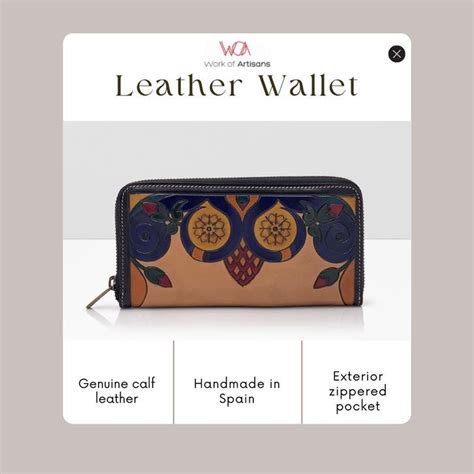 WOA
Work of Artisans
Leather Wallet
Genuine calf
leather
Handmade in
Spain
Exterior
zippered
pocket